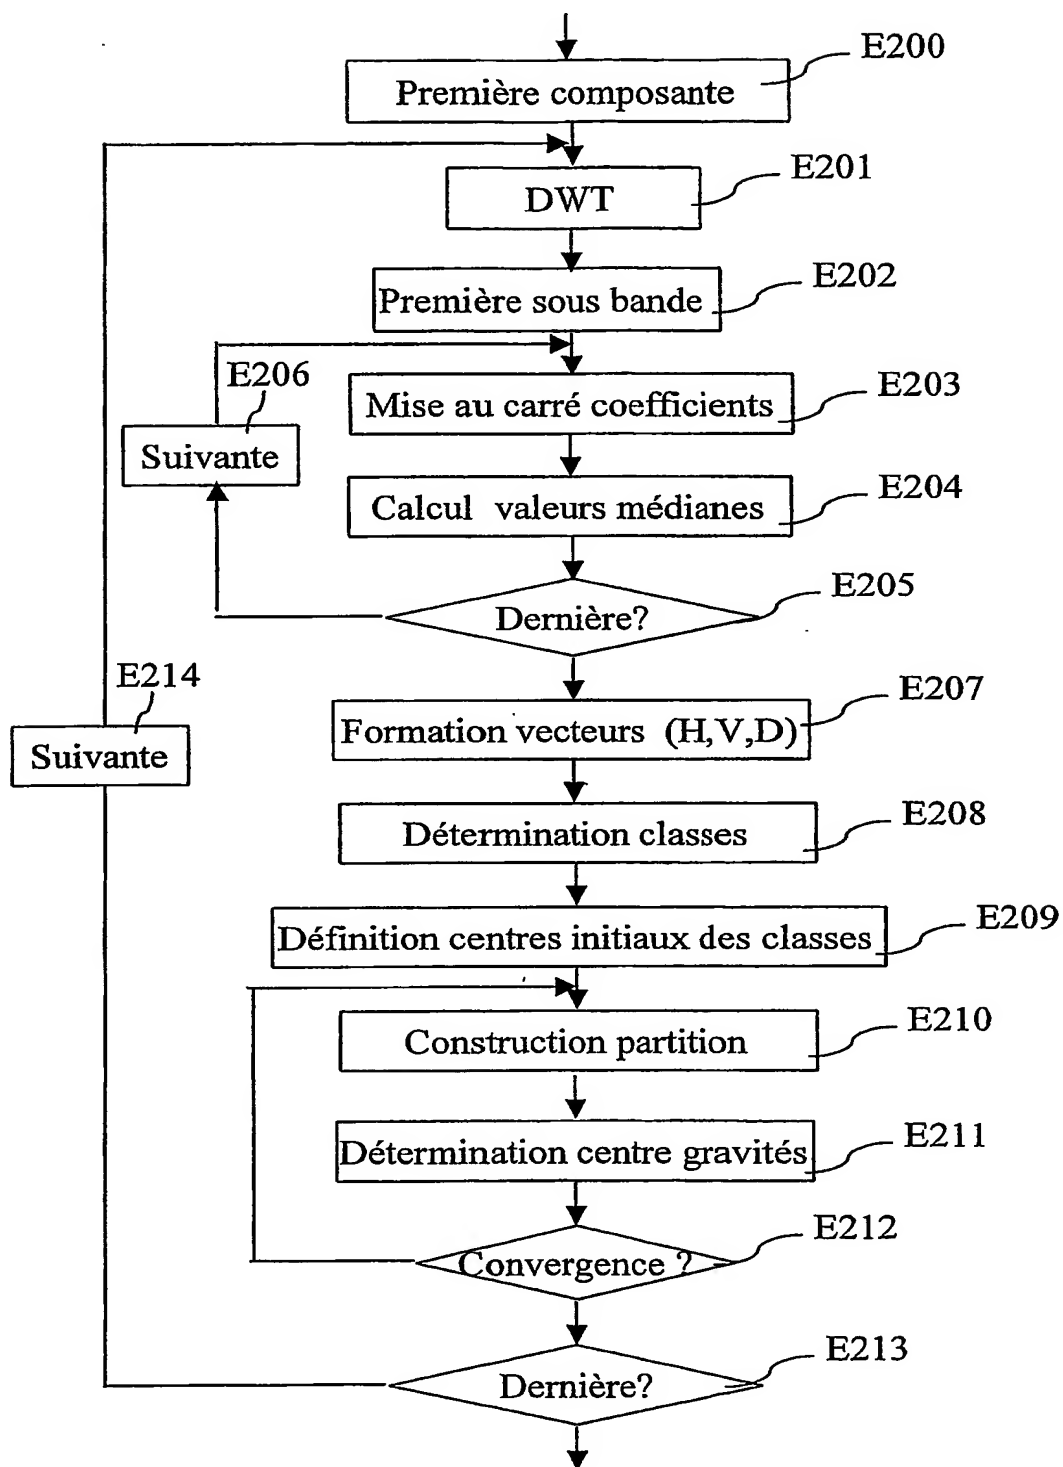 E200
Première composante
E201
DWT
E202
Première sous bande
E206
E203
Mise au carré coefficients
Suivante
E204
Calcul valeurs médianes
E205
Dernière?
E214
E207
Formation vecteurs (H,V,D)
Suivante
E208
Détermination classes
E209
Définition centres initiaux des classes
E210
Construction partition
E211
Détermination centre gravités
E212
Convergence ?
E213
Dernière?